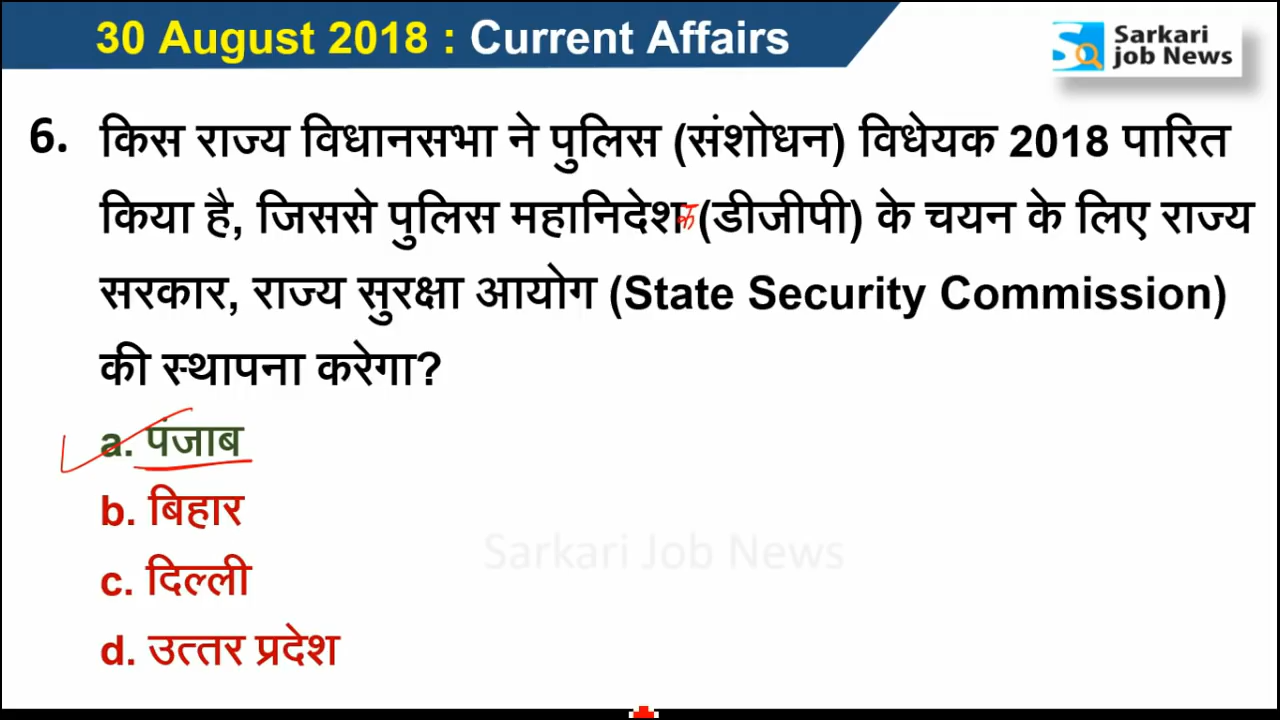 30 August 2018 : Current Affairs
Sarkari
Job News
6. किस राज्य विधानसभा ने पुलिस (संशोधन) विधेयक 2018 पारित
किया है, जिससे पुलिस महानिदेशक (डीजीपी) के चयन के लिए राज्य
सरकार, राज्य सुरक्षा आयोग (State Security Commission)
की स्थापना करेगा?
a. पंजाब
b. बिहार
c. दिल्ली
Sarkari Job News
d. उत्तर प्रदेश